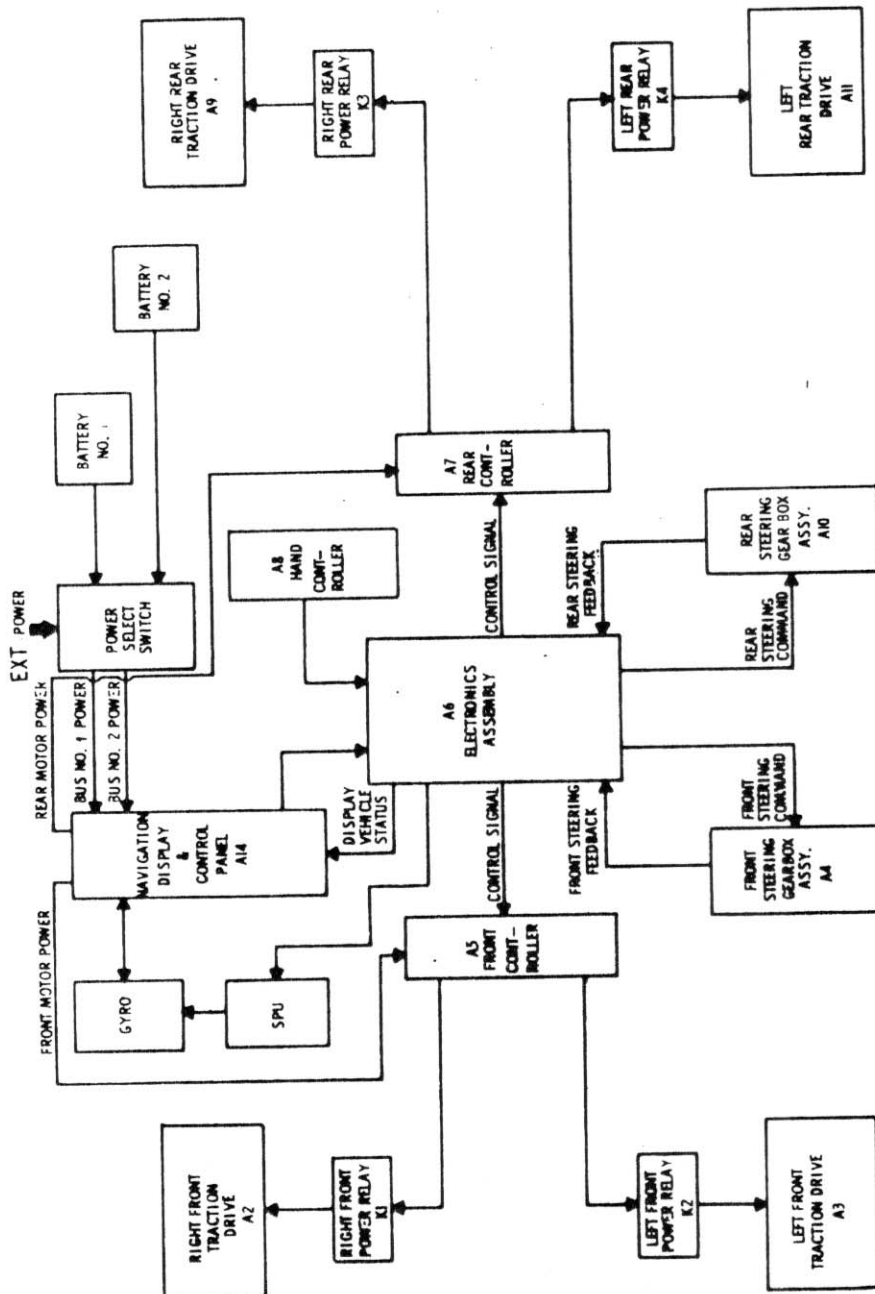 RIGHT FRONT
TRACTION
DRIVE
A2
RIGHT FRONT
POWER RELAY
K1
LEFT FRONT
POWER RELAY
K2
LEFT FRONT
TRACTION DRIVE
A3
FRONT MOTOR POWER
GYRO
SPU
A5
FRONT
CONT-
ROLLER
REAR MOTOR POWER
NAVIGATION
DISPLAY
&
CONTROL
PANEL
A14
BUS NO. 1 POWER
BUS NO. 2 POWER
DISPLAY
VEHICLE
STATUS
CONTROL SIGNAL
FRONT STEERING
FEEDBACK
FRONT
STEERING
COMMAND
FRONT
STEERING
GEARBOX
ASSY.
A4
EXT POWER
POWER
SELECT
SWITCH
A8
HAND
CONT-
ROLLER
A6
ELECTRONICS
ASSEMBLY
CONTROL SIGNAL
REAR STEERING
FEEDBACK
REAR
STEERING
COMMAND
REAR
STEERING
GEAR BOX
ASSY.
A10
BATTERY
NO. 1
BATTERY
NO. 2
A7
REAR
CONT-
ROLLER
RIGHT REAR
TRACTION DRIVE
A9
RIGHT REAR
POWER RELAY
K3
LEFT REAR
POWER RELAY
K4
LEFT
REAR TRACTION
DRIVE
A11